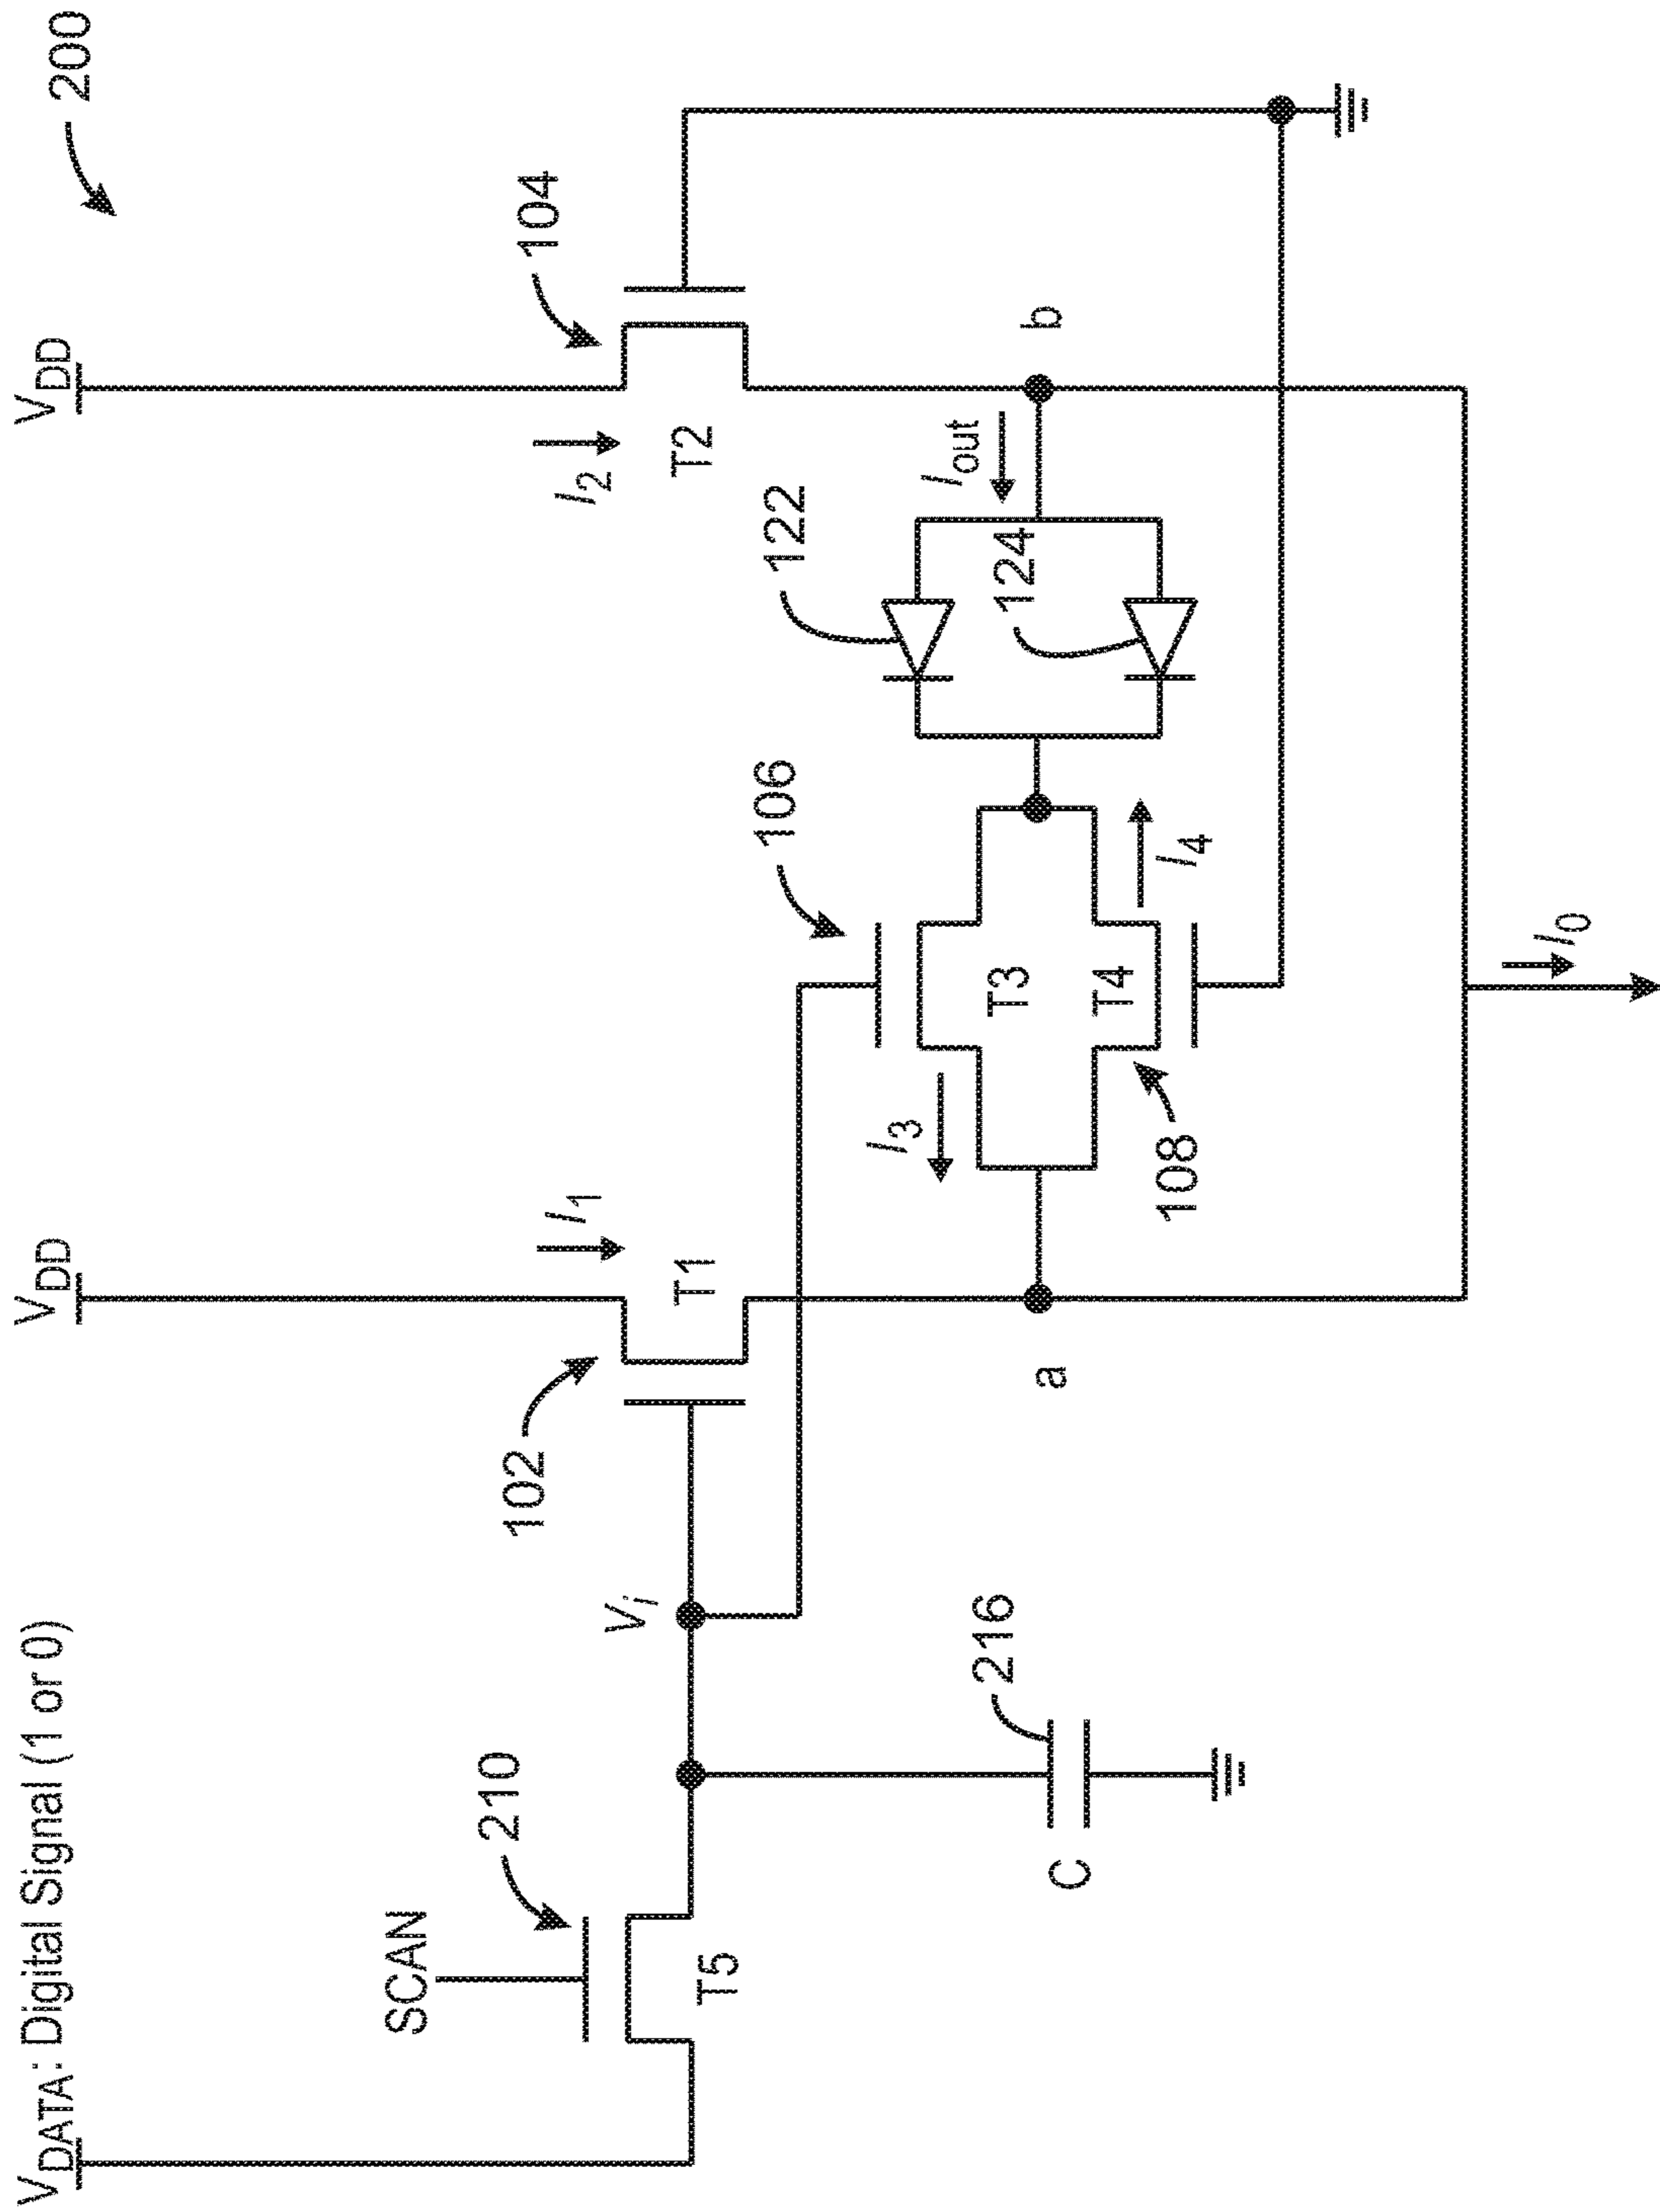 200
V_DATA: Digital Signal (1 or 0)
V_DD
V_DD
SCAN
210
102
I_1
I_2
104
V_i
T5
T1
T2
106
122
I_out
I_3
124
C
216
a
T3
b
108
T4
I_4
I_0